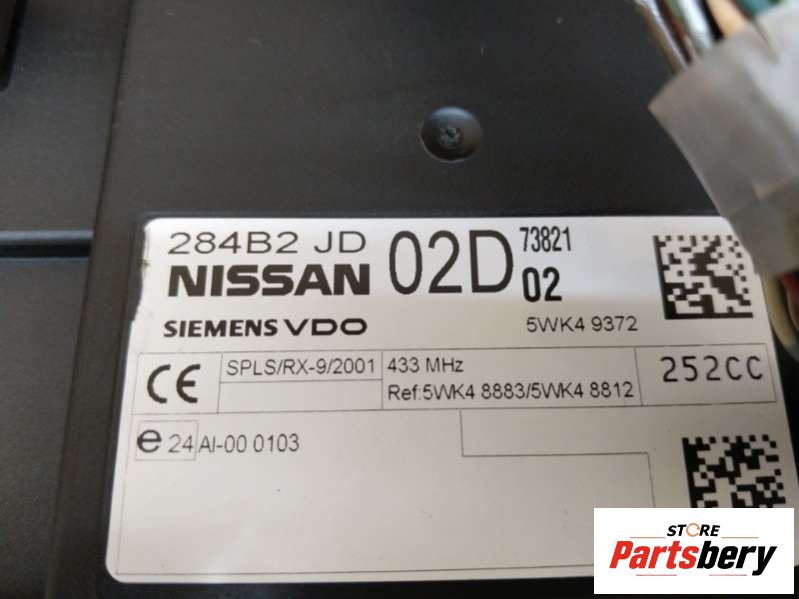 284B2 JD 02D 73821
NISSAN 02
SIEMENS VDO 5WK4 9372
CE SPLS/RX-9/2001 433 MHz 252CC
Ref:5WK4 8883/5WK4 8812
e 24 AI-00 0103
STORE
Partsbery